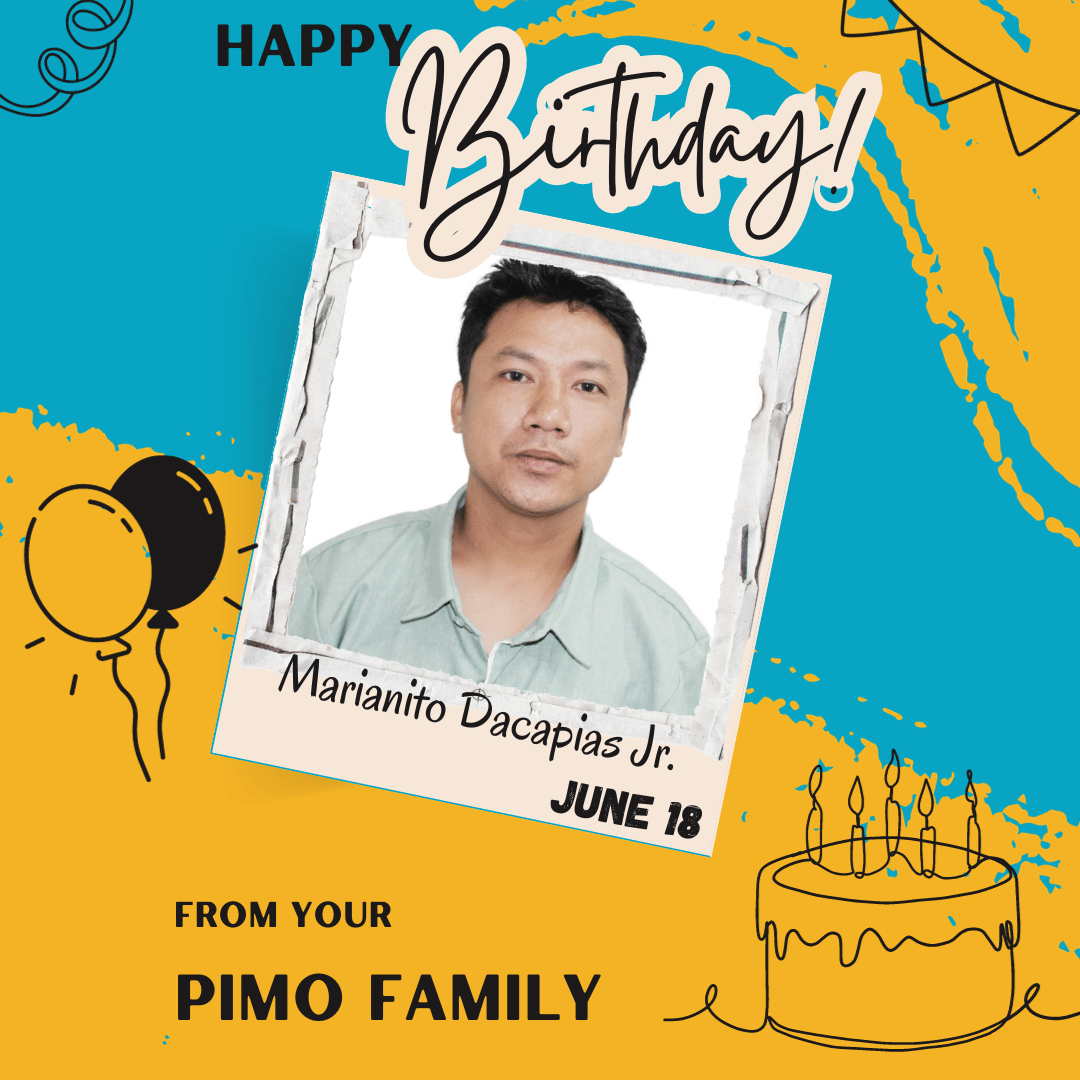 HAPPY
Birthday!
Marianito Dacapias Jr.
JUNE 18
FROM YOUR
PIMO FAMILY